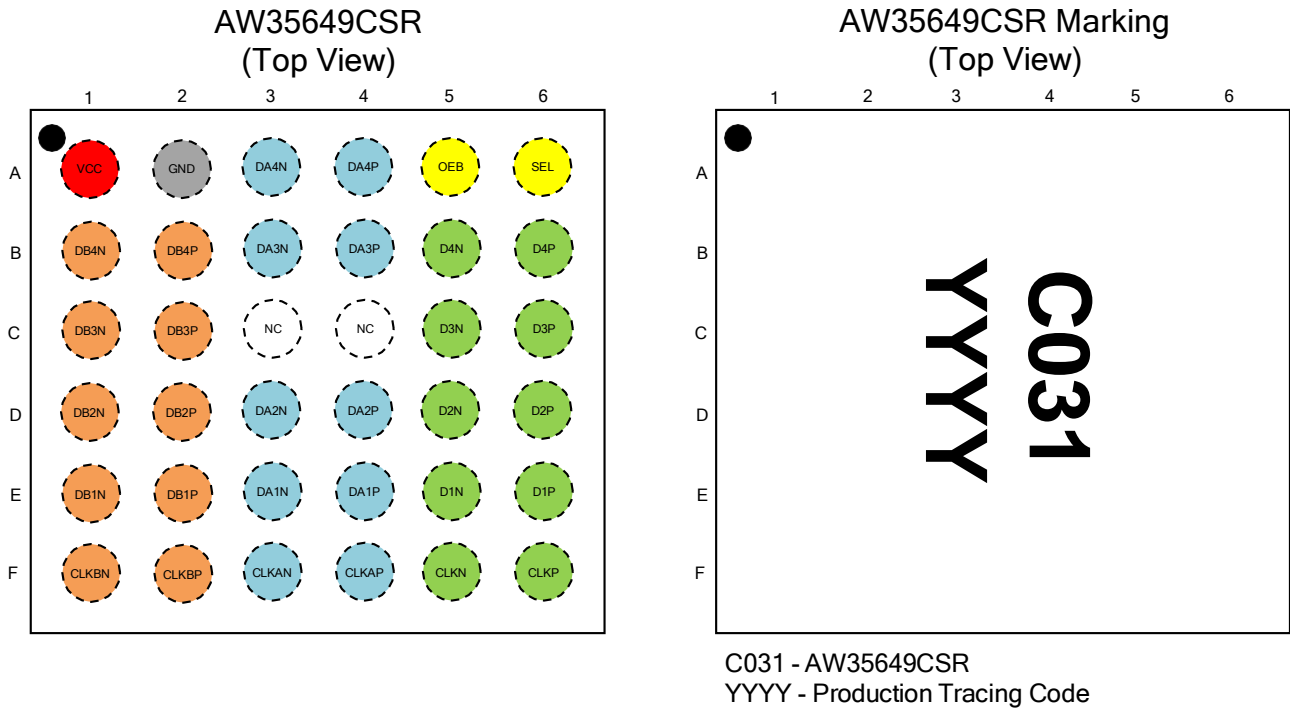 AW35649CSR
(Top View)
1 2 3 4 5 6
A VCC GND DA4N DA4P OEB SEL
B DB4N DB4P DA3N DA3P D4N D4P
C DB3N DB3P NC NC D3N D3P
D DB2N DB2P DA2N DA2P D2N D2P
E DB1N DB1P DA1N DA1P D1N D1P
F CLKBN CLKBP CLKAN CLKAP CLKN CLKP
AW35649CSR Marking
(Top View)
1 2 3 4 5 6
A
B
C
D
E
F
C031
YYYY
C031 - AW35649CSR
YYYY - Production Tracing Code